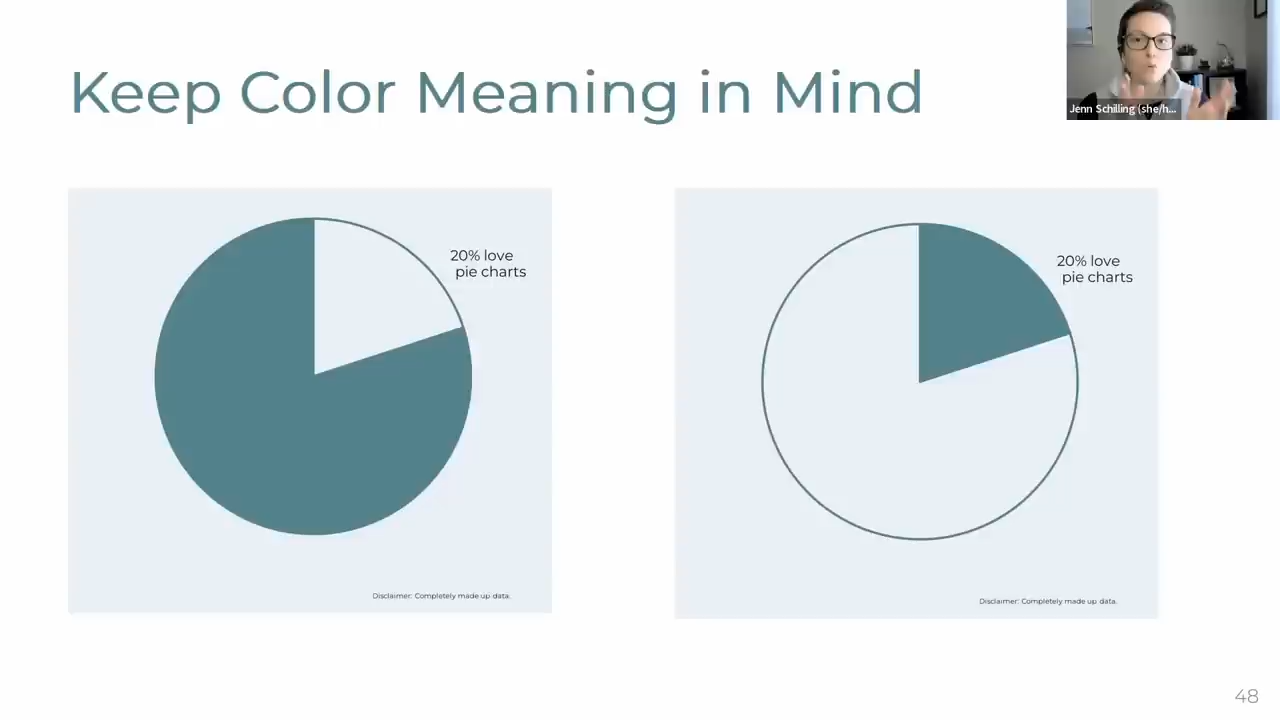 Keep Color Meaning in Mind
Jenn Schilling (she/h...
20% love
pie charts
Disclaimer: Completely made up data.
20% love
pie charts
Disclaimer: Completely made up data.
48